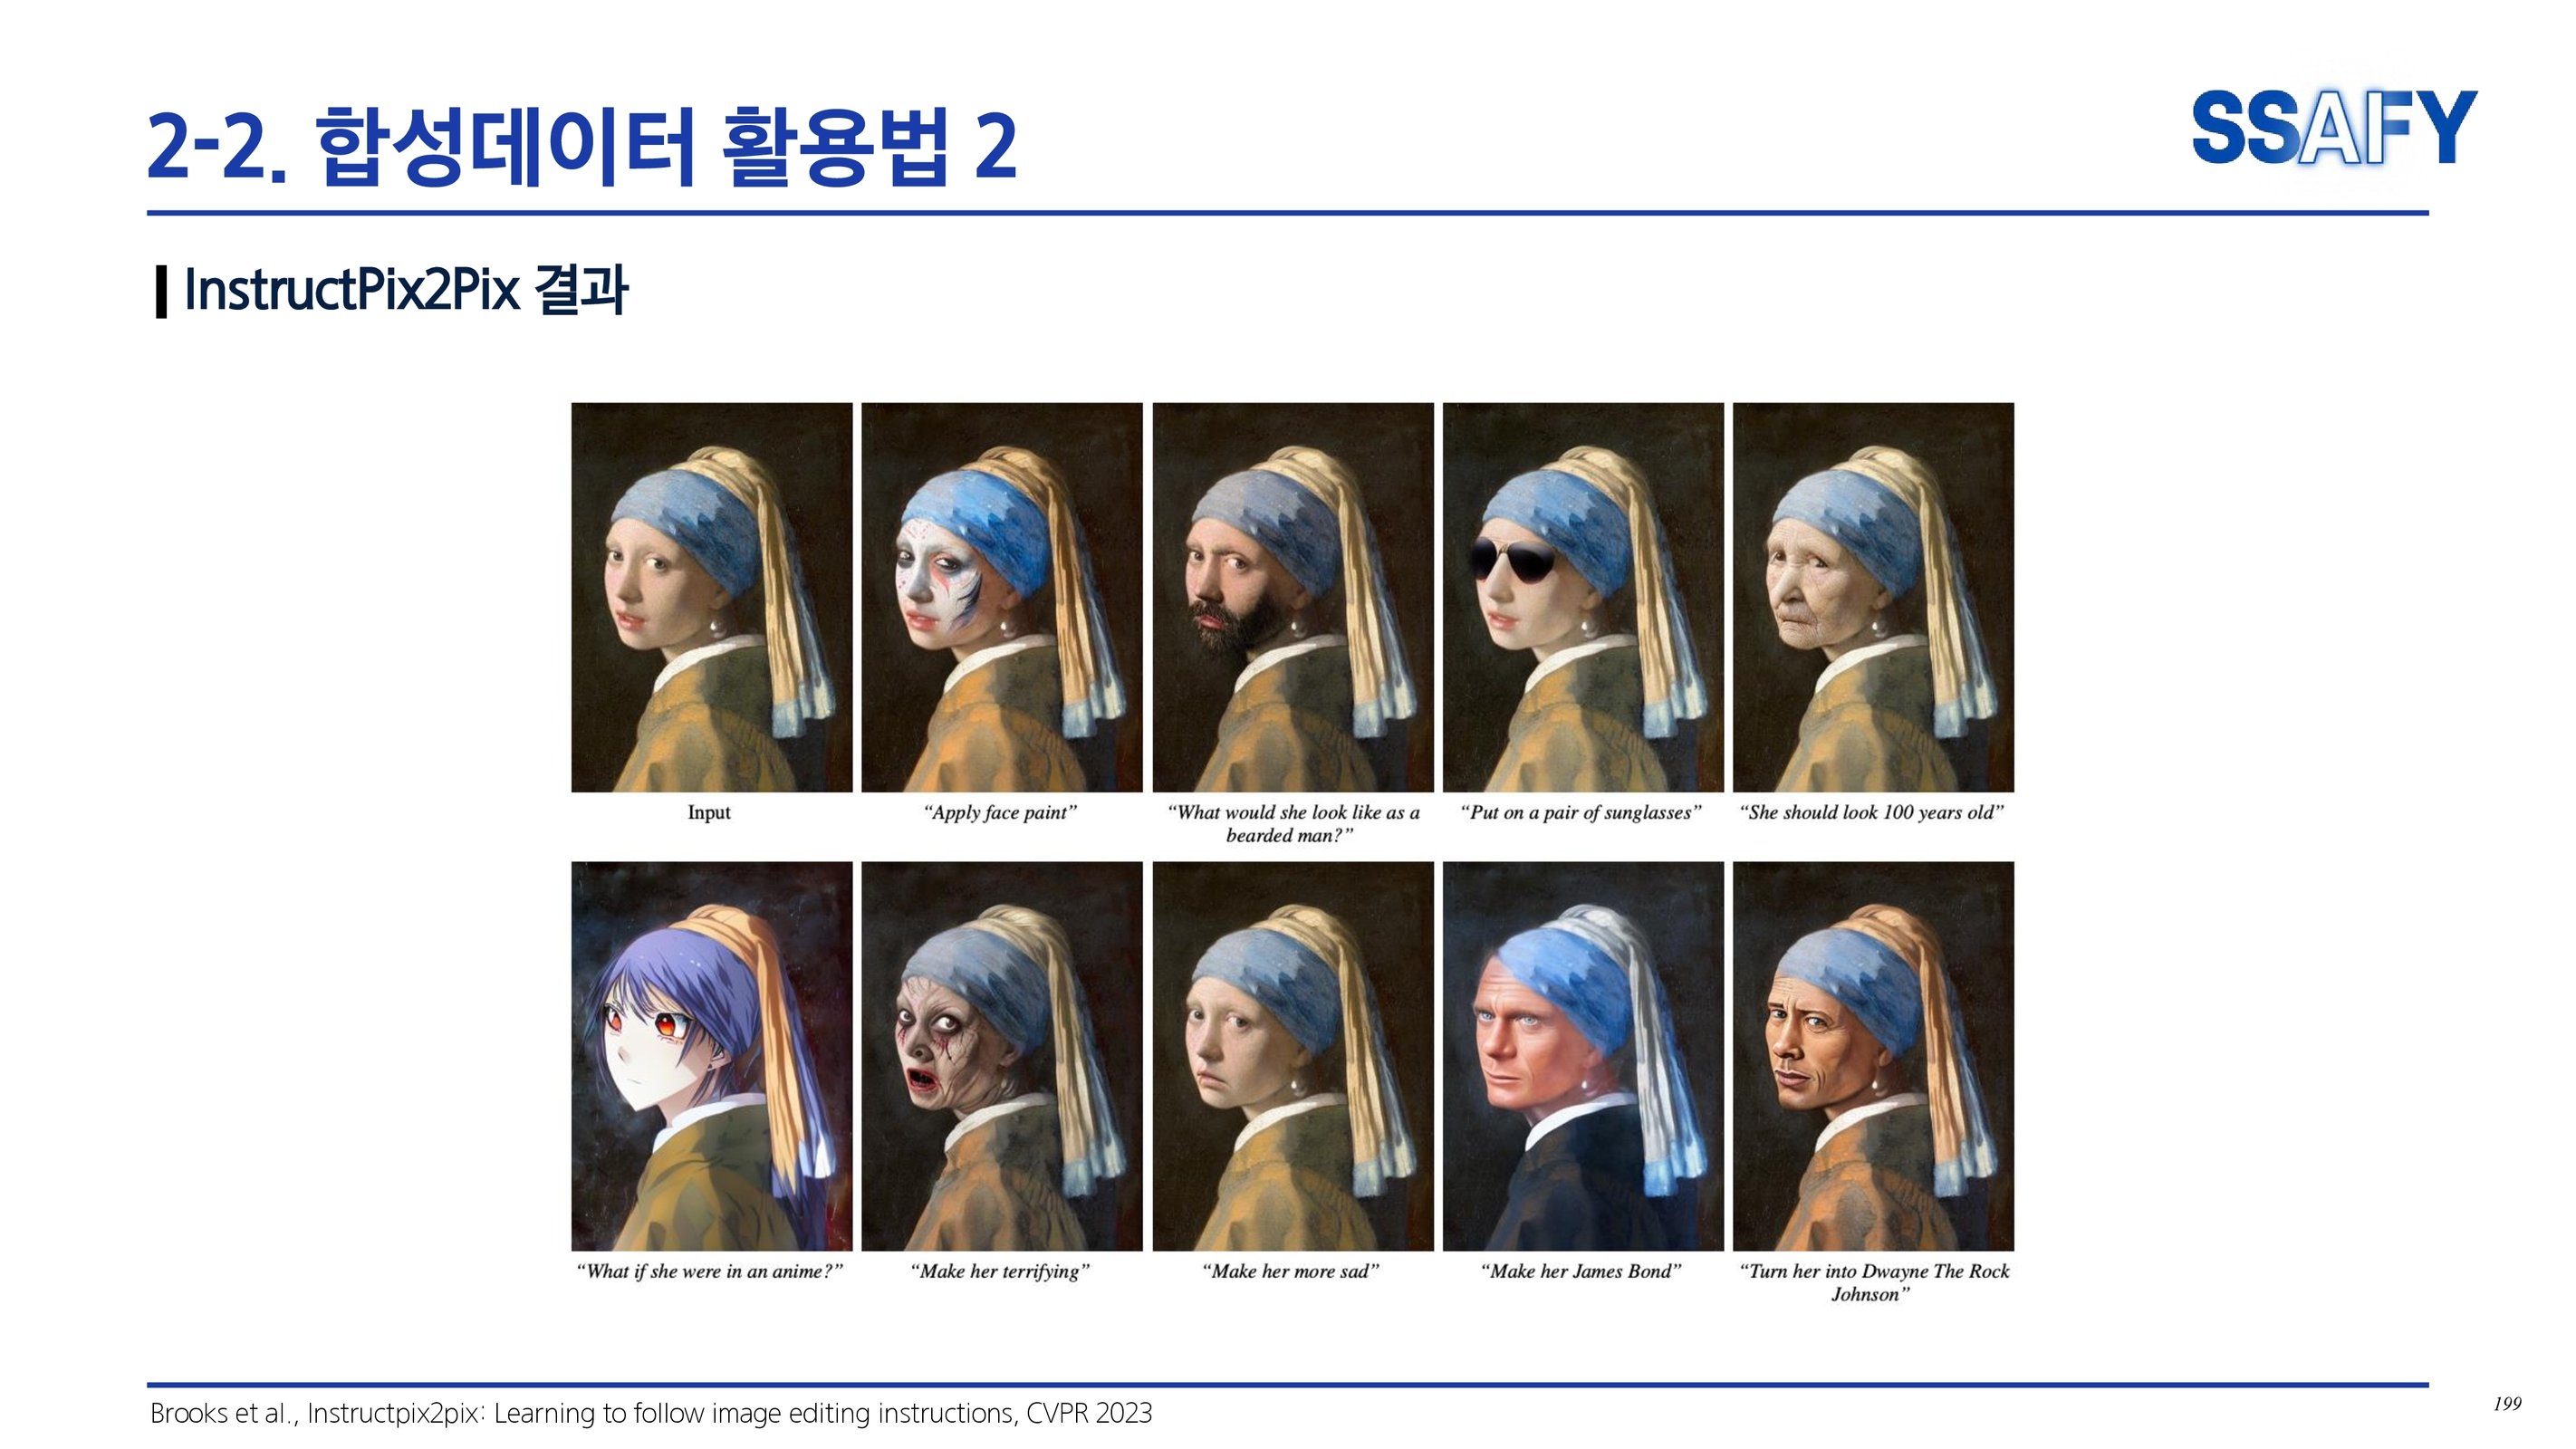 2-2. 합성데이터 활용법 2
SSAFY
InstructPix2Pix 결과
Input
“Apply face paint”
“What would she look like as a
bearded man?”
“Put on a pair of sunglasses”
“She should look 100 years old”
“What if she were in an anime?”
“Make her terrifying”
“Make her more sad”
“Make her James Bond”
“Turn her into Dwayne The Rock
Johnson”
Brooks et al., Instructpix2pix: Learning to follow image editing instructions, CVPR 2023
199